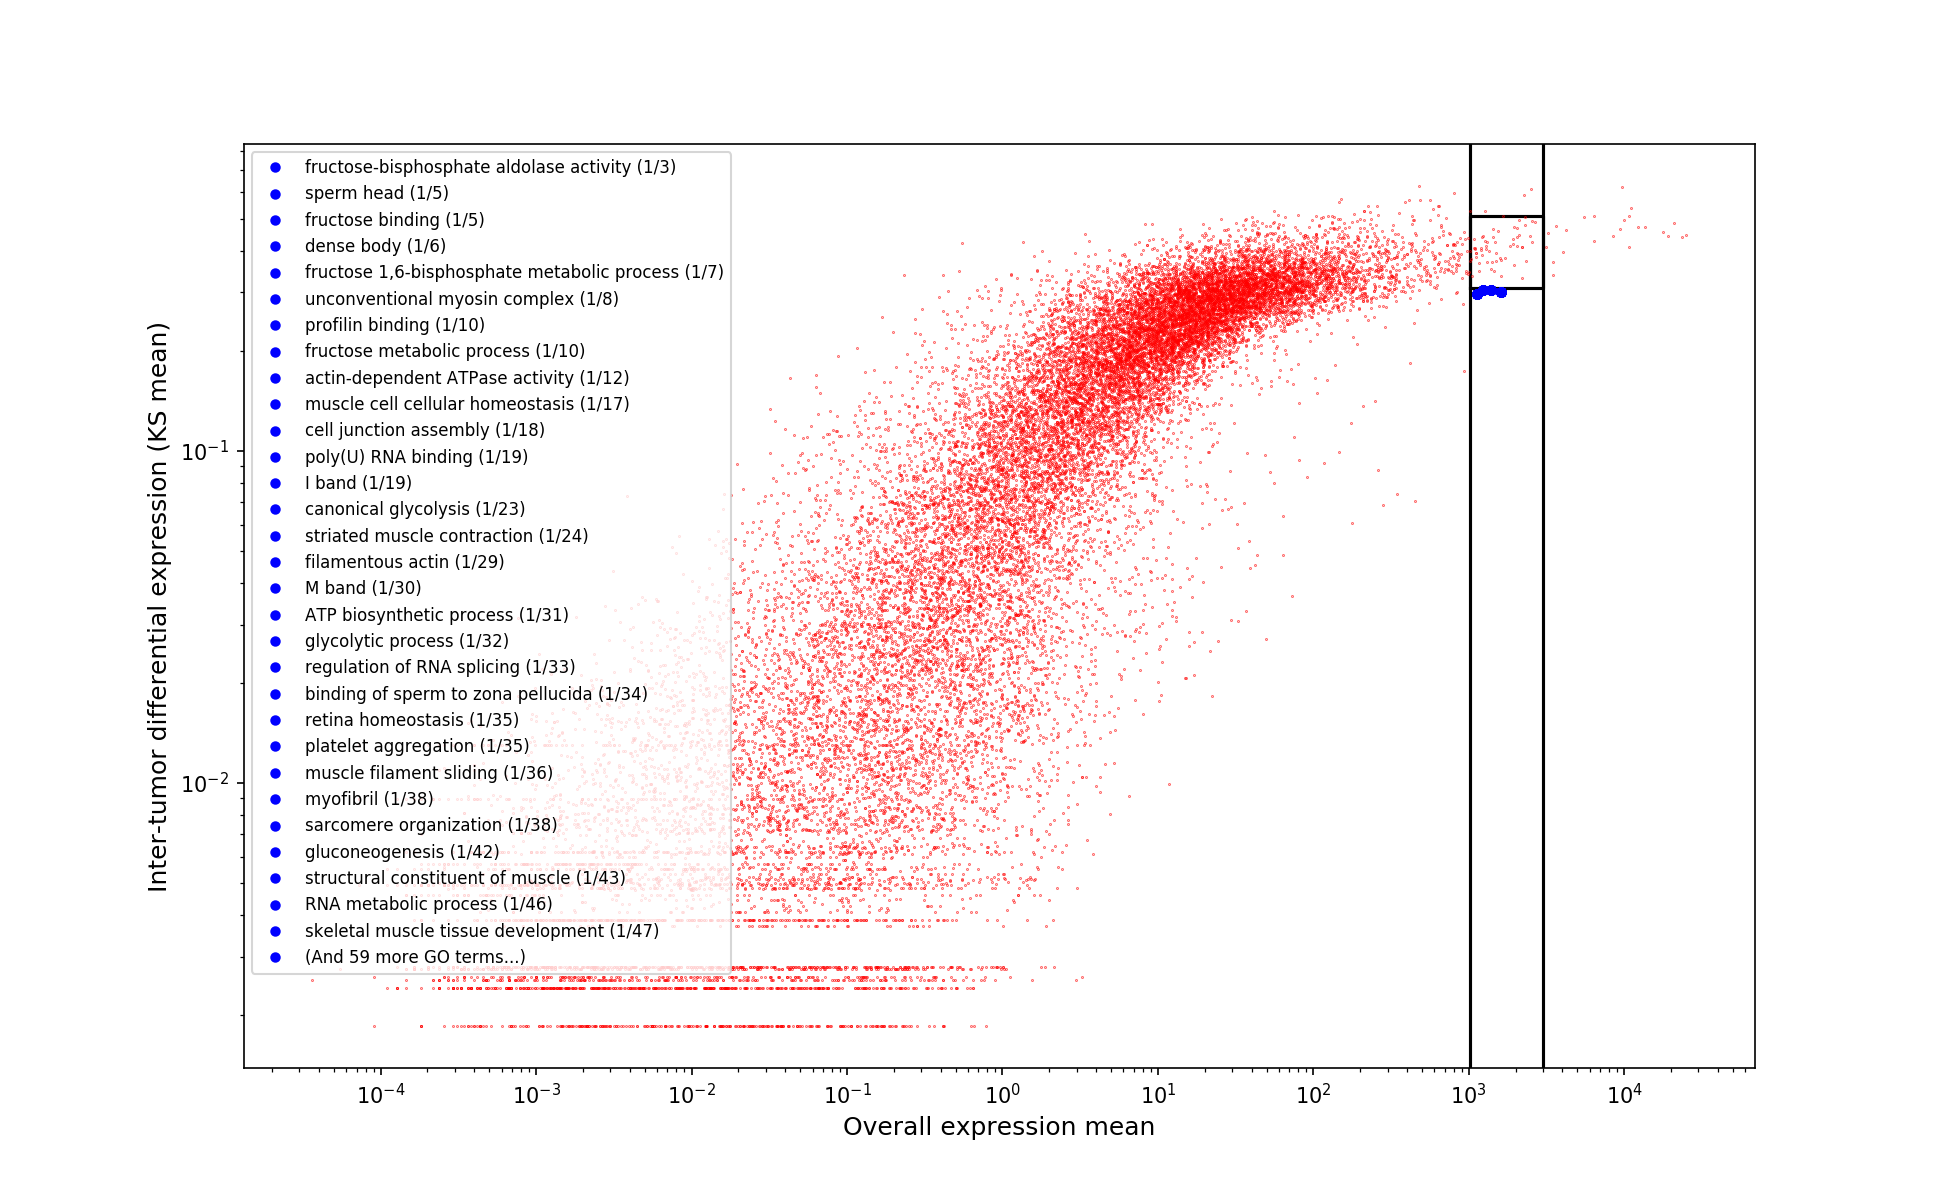 fructose-bisphosphate aldolase activity (1/3)
sperm head (1/5)
fructose binding (1/5)
dense body (1/6)
fructose 1,6-bisphosphate metabolic process (1/7)
unconventional myosin complex (1/8)
profilin binding (1/10)
fructose metabolic process (1/10)
actin-dependent ATPase activity (1/12)
muscle cell cellular homeostasis (1/17)
cell junction assembly (1/18)
poly(U) RNA binding (1/19)
I band (1/19)
canonical glycolysis (1/23)
striated muscle contraction (1/24)
filamentous actin (1/29)
M band (1/30)
ATP biosynthetic process (1/31)
glycolytic process (1/32)
regulation of RNA splicing (1/33)
binding of sperm to zona pellucida (1/34)
retina homeostasis (1/35)
platelet aggregation (1/35)
muscle filament sliding (1/36)
myofibril (1/38)
sarcomere organization (1/38)
gluconeogenesis (1/42)
structural constituent of muscle (1/43)
RNA metabolic process (1/46)
skeletal muscle tissue development (1/47)
(And 59 more GO terms...)
Inter-tumor differential expression (KS mean)
10⁻¹
10⁻²
10⁻⁴ 10⁻³ 10⁻² 10⁻¹ 10⁰ 10¹ 10² 10³ 10⁴
Overall expression mean